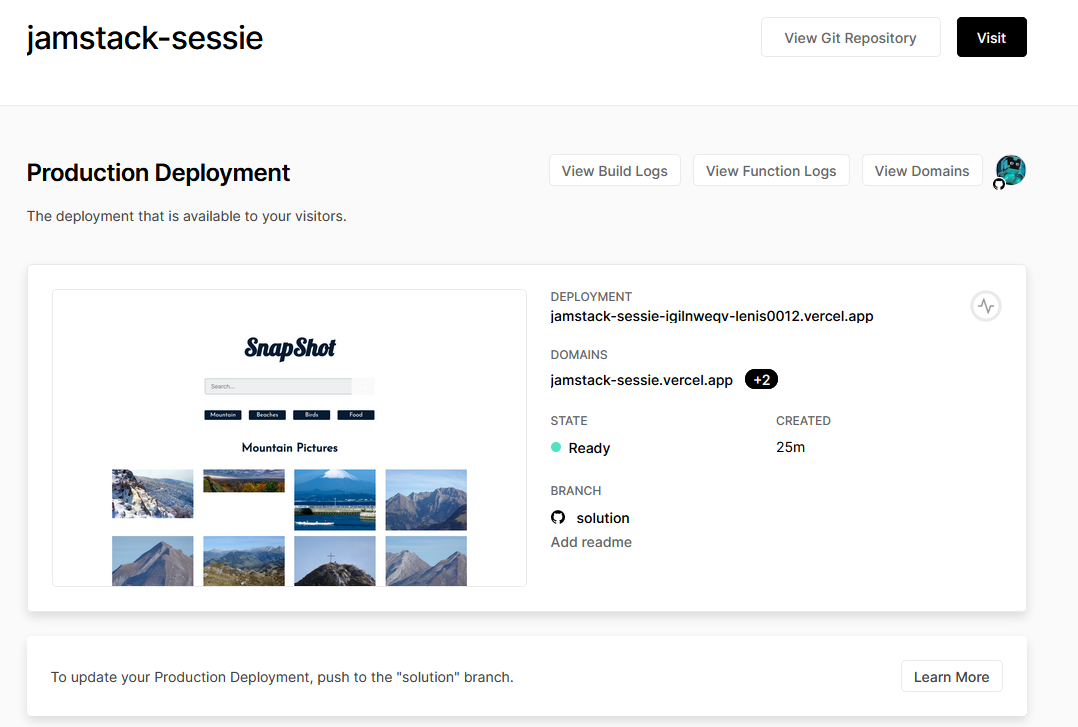 jamstack-sessie
View Git Repository
Visit
Production Deployment
View Build Logs
View Function Logs
View Domains
The deployment that is available to your visitors.
SnapShot
Search...
Mountain
Beaches
Birds
Food
Mountain Pictures
DEPLOYMENT
jamstack-sessie-igilnweqv-lenis0012.vercel.app
DOMAINS
jamstack-sessie.vercel.app +2
STATE
Ready
CREATED
25m
BRANCH
solution
Add readme
To update your Production Deployment, push to the "solution" branch.
Learn More